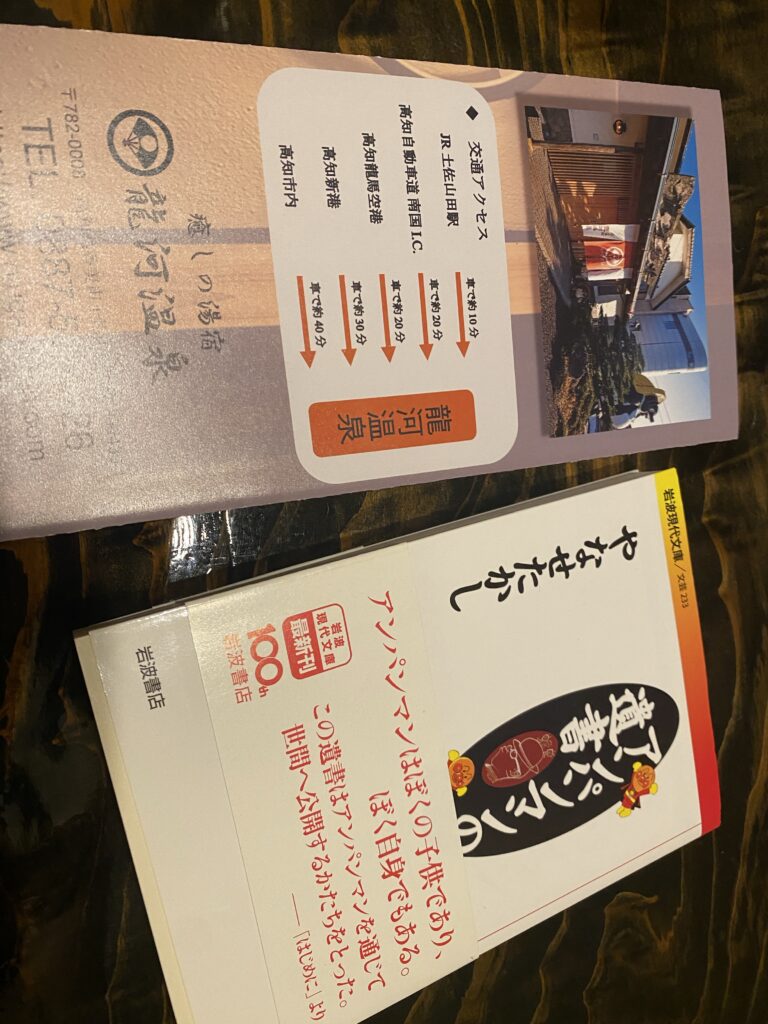 ◆ 交通アクセス
JR 土佐山田駅 車で約10分
高知自動車道 南国 I.C. 車で約20分
高知龍馬空港 車で約20分
高知新港 車で約30分
高知市内 車で約40分
龍河温泉
癒しの湯宿
龍河温泉
〒782-00
TEL
岩波現代文庫／文芸 233
やなせたかし
アンパンマンの
遺書
アンパンマンはぼくの子供であり、
ぼく自身でもある。
この遺書はアンパンマンを通じて
世間へ公開するかたちをとった。
──「はじめに」より
岩波
現代文庫
最新刊
100th
岩波書店
岩波書店